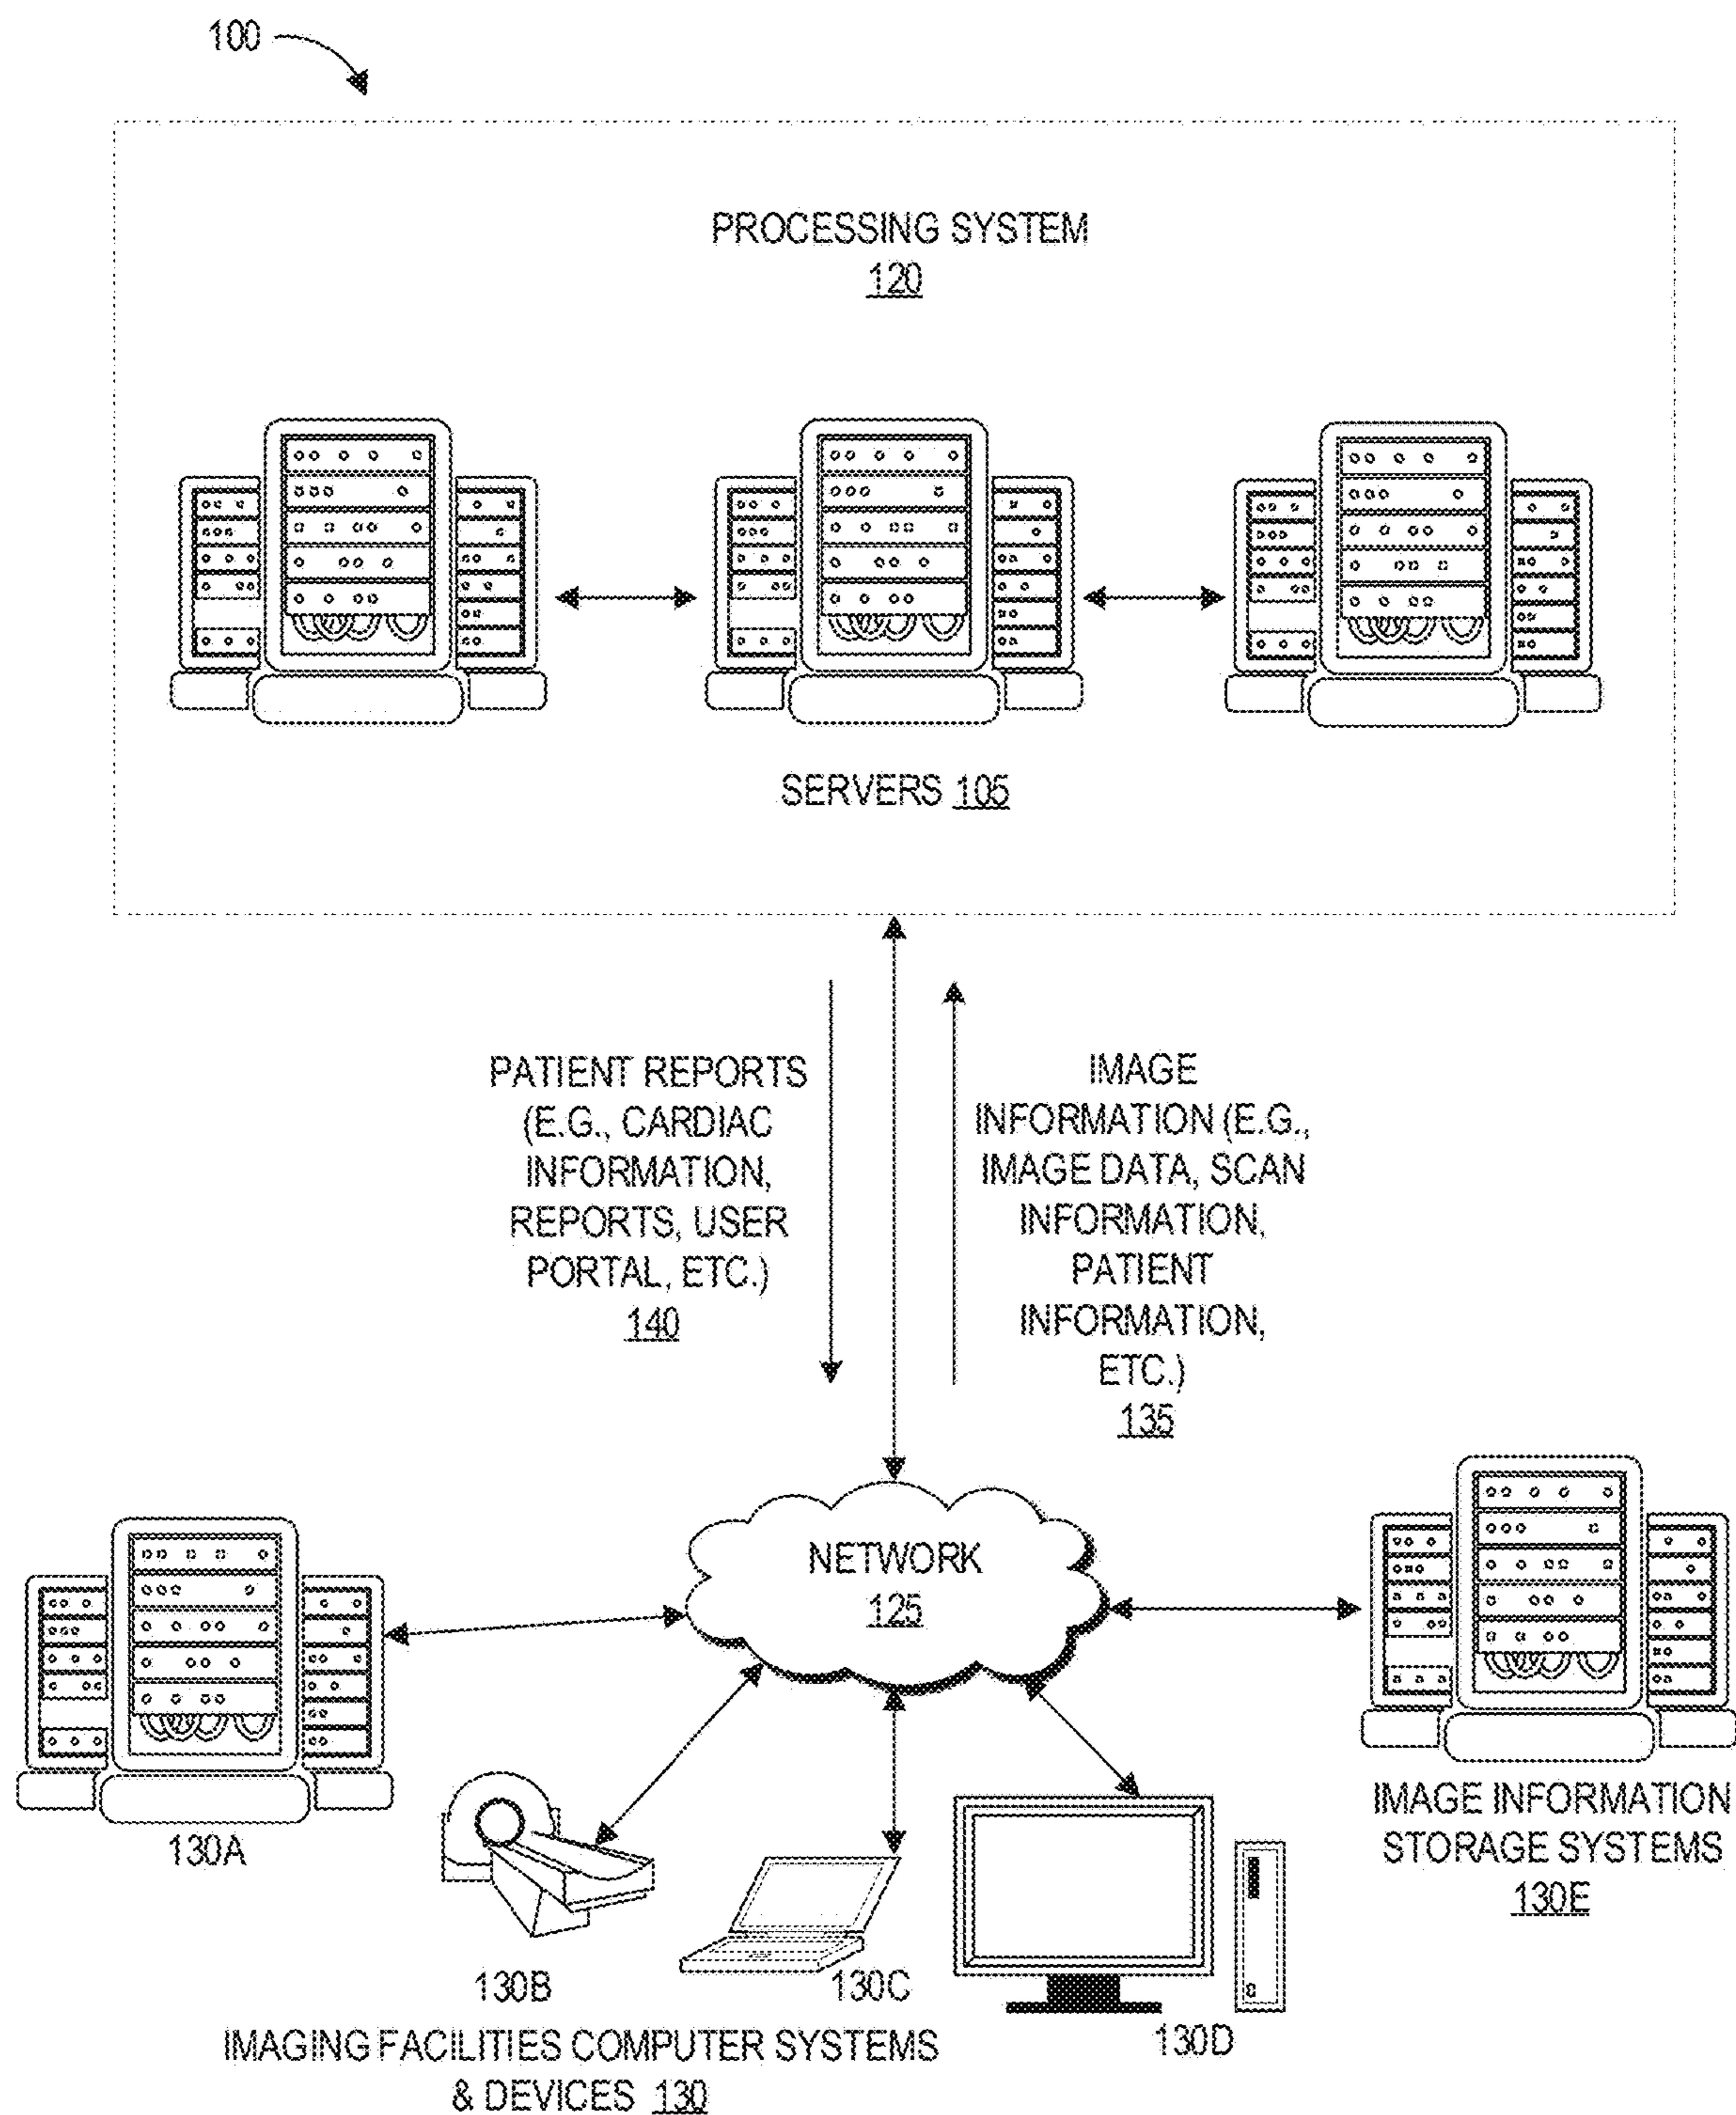 100
PROCESSING SYSTEM
120
SERVERS 105
PATIENT REPORTS
(E.G., CARDIAC
INFORMATION,
REPORTS, USER
PORTAL, ETC.)
140
IMAGE
INFORMATION (E.G.,
IMAGE DATA, SCAN
INFORMATION,
PATIENT
INFORMATION,
ETC.)
135
NETWORK
125
130A
130B
130C
130D
IMAGE INFORMATION
STORAGE SYSTEMS
130E
IMAGING FACILITIES COMPUTER SYSTEMS
& DEVICES 130